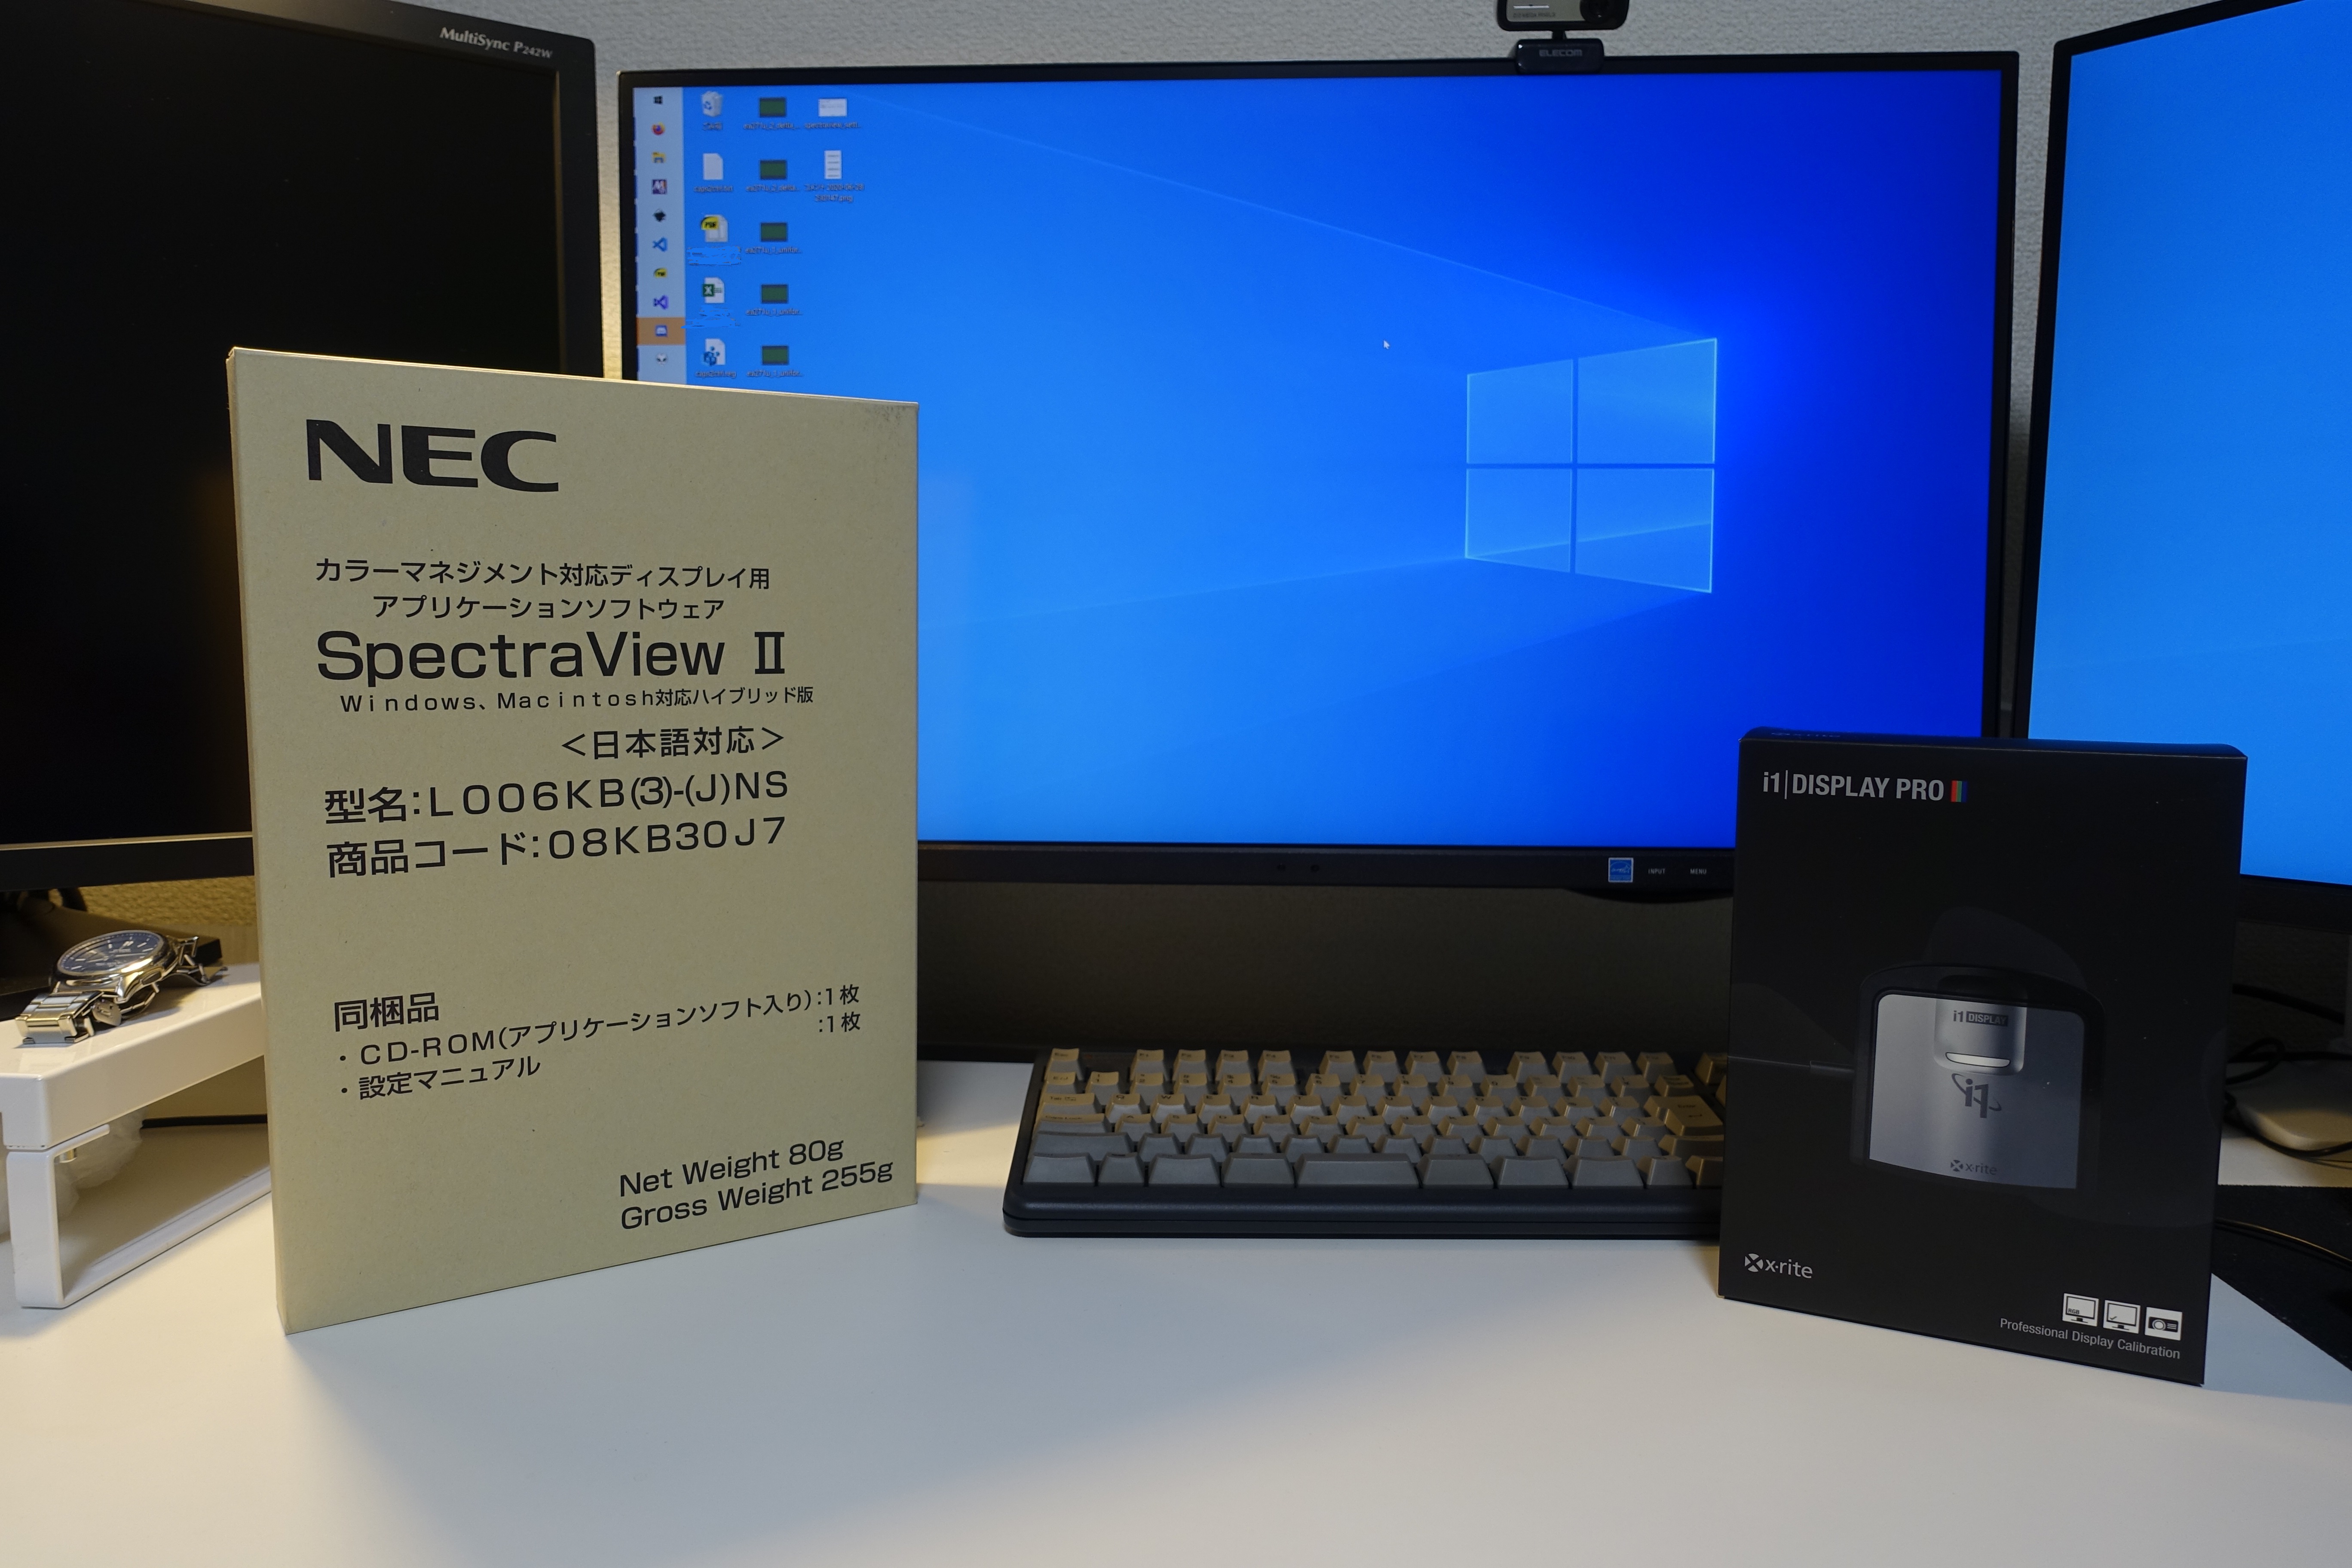 MultiSync P242W
ELECOM
NEC
カラーマネジメント対応ディスプレイ用
アプリケーションソフトウェア
SpectraView Ⅱ
Windows、Macintosh対応ハイブリッド版
＜日本語対応＞
型名:L006KB(3)-(J)NS
商品コード:08KB30J7
同梱品
・CD-ROM(アプリケーションソフト入り):1枚
・設定マニュアル :1枚
Net Weight 80g
Gross Weight 255g
INPUT MENU
i1 DISPLAY PRO
i1 DISPLAY
i1
x·rite
x·rite
RGB
Professional Display Calibration